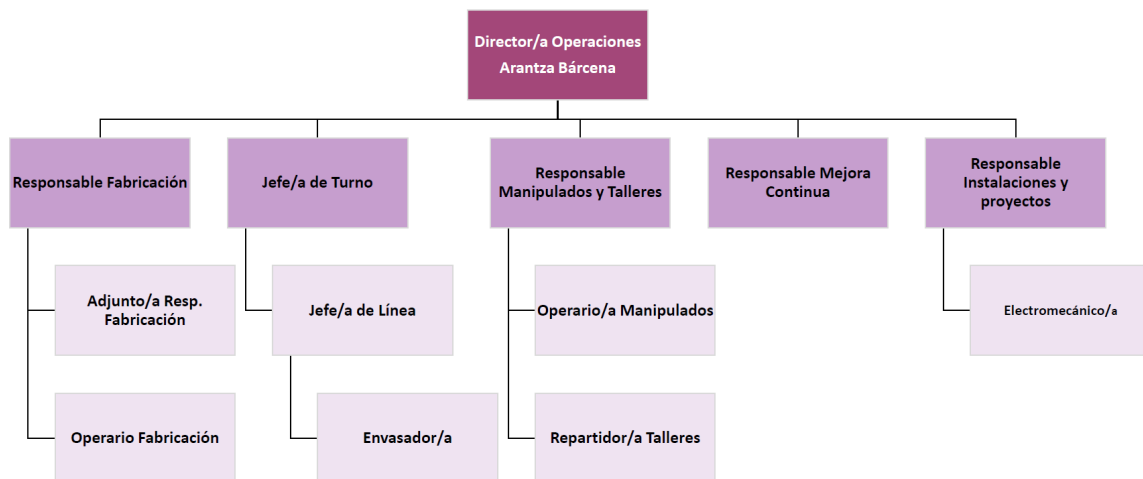 Director/a Operaciones
Arantza Bárcena
Responsable Fabricación
Jefe/a de Turno
Responsable
Manipulados y Talleres
Responsable Mejora
Continua
Responsable
Instalaciones y
proyectos
Adjunto/a Resp.
Fabricación
Jefe/a de Línea
Operario/a Manipulados
Electromecánico/a
Operario Fabricación
Envasador/a
Repartidor/a Talleres